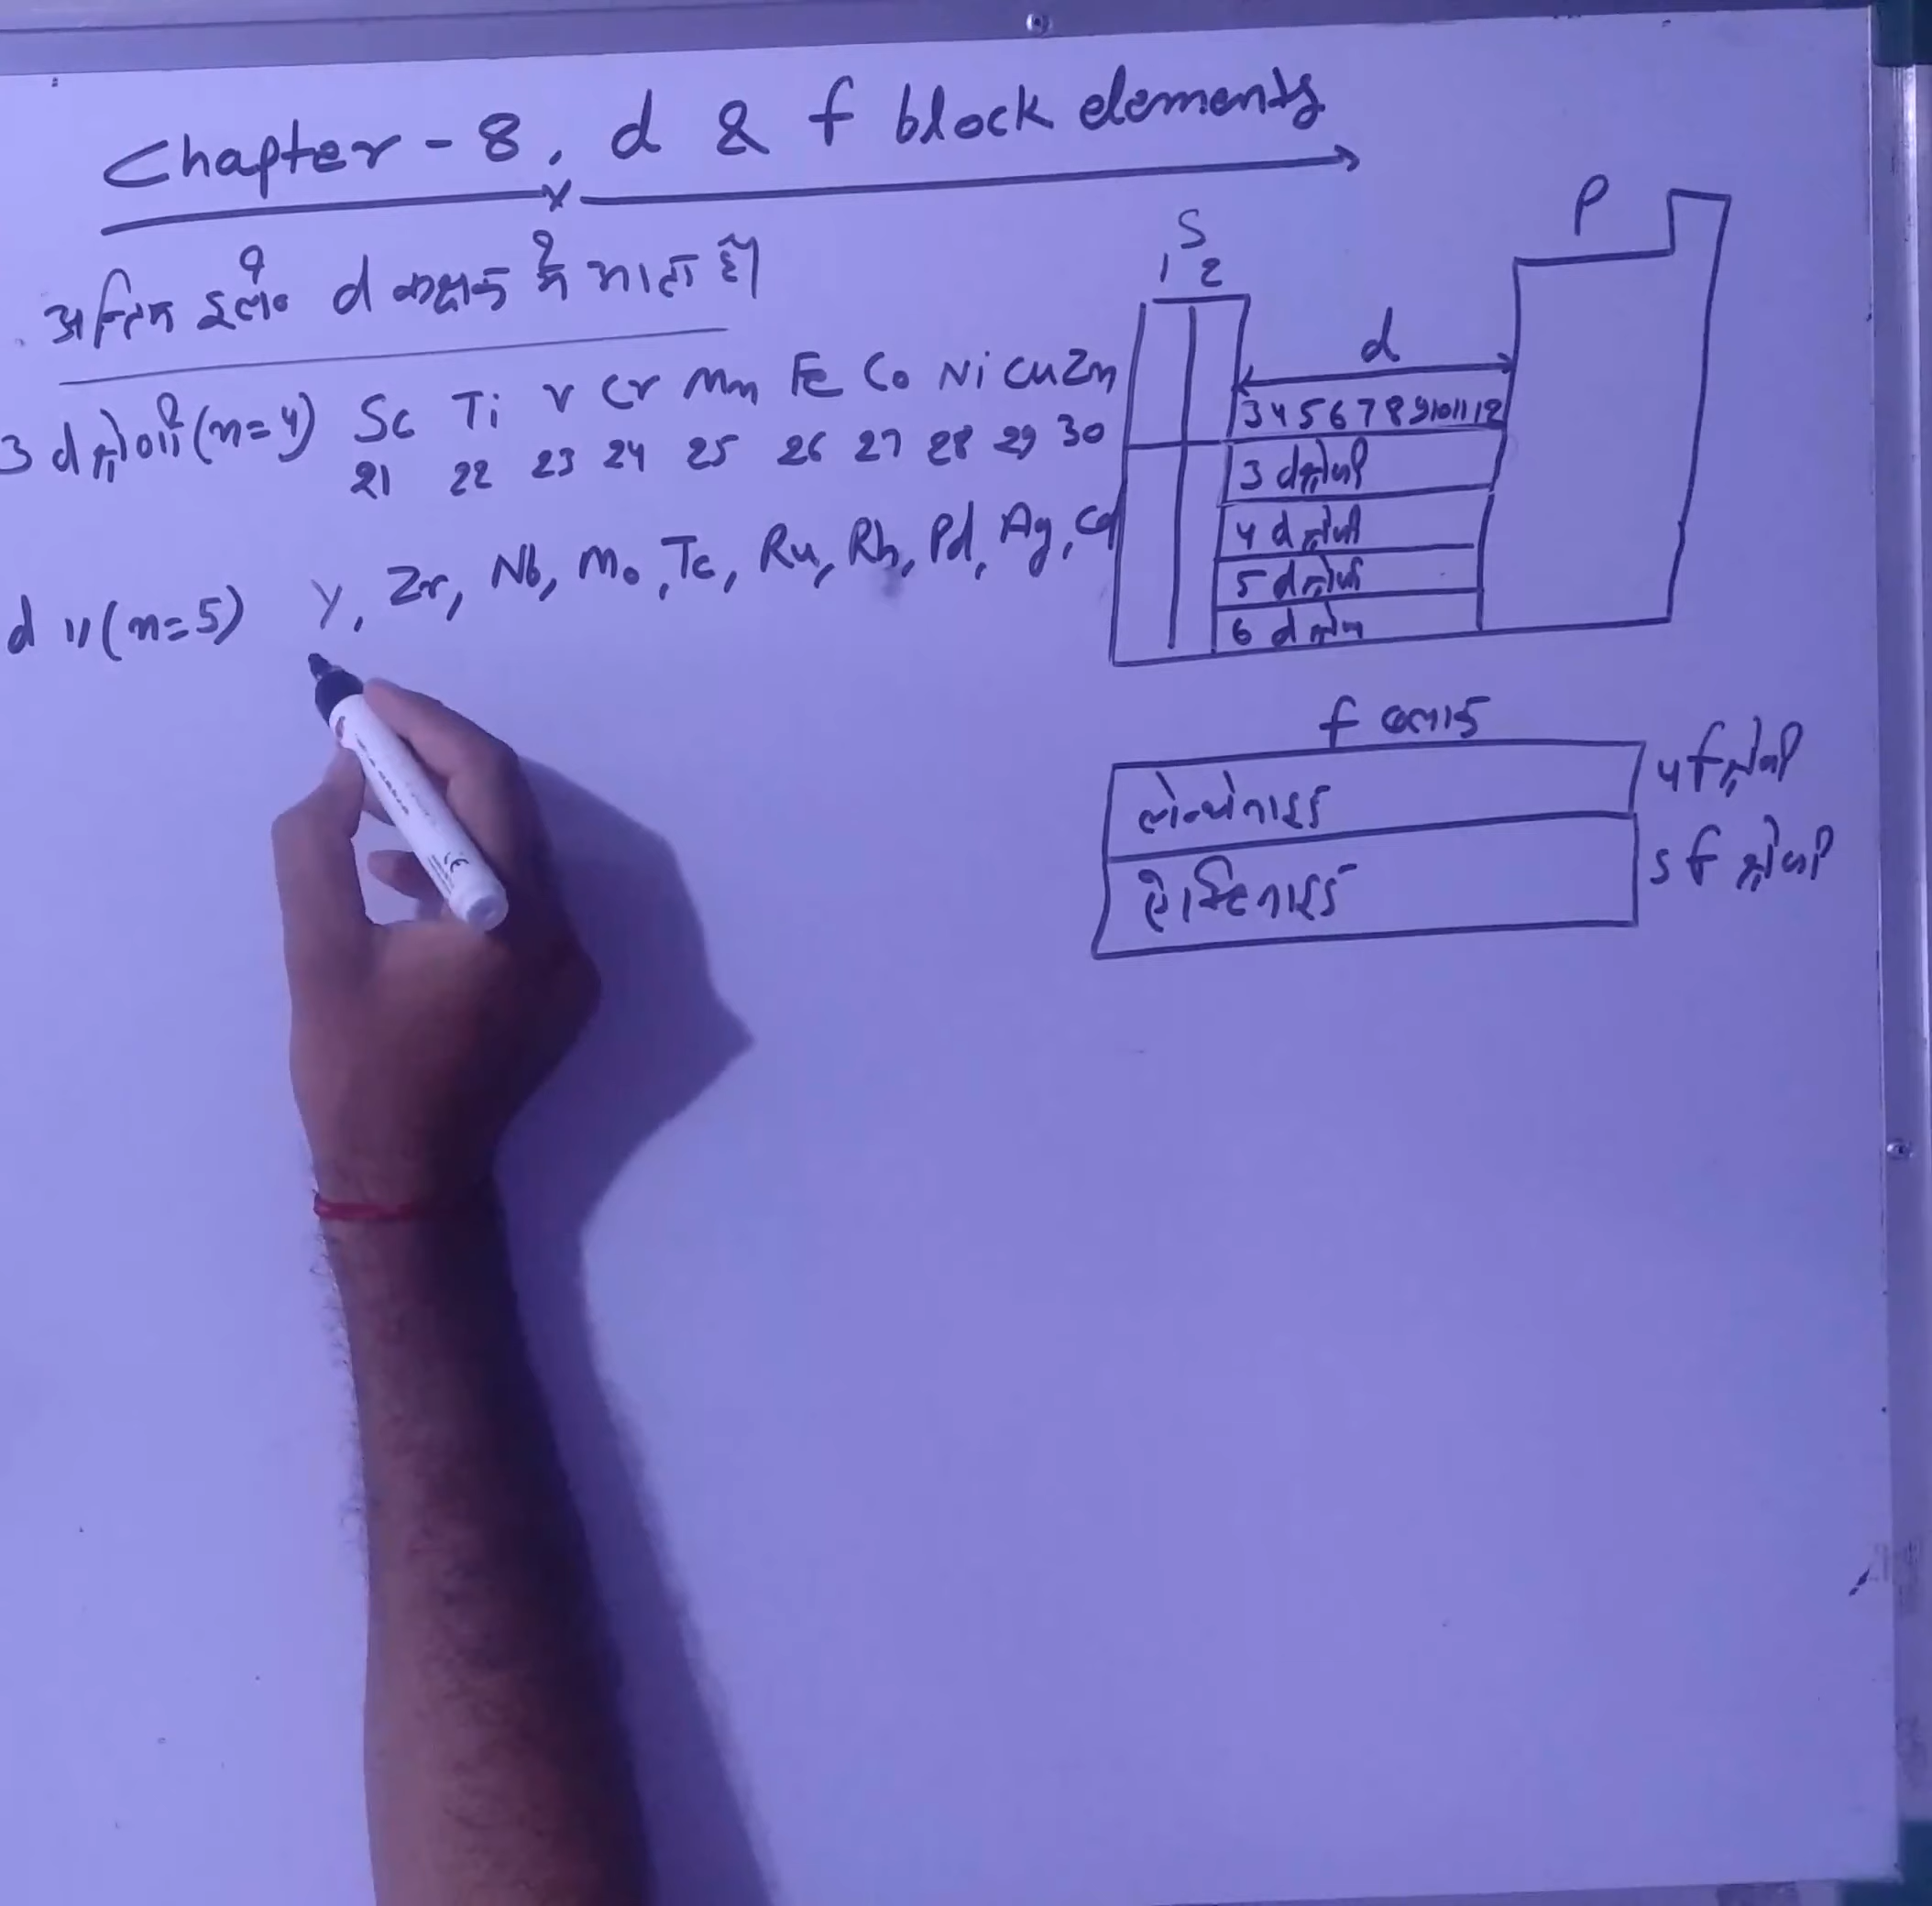 Chapter - 8, d & f block elements
अन्तिम इले० d कक्षक में जाता है।
3 d श्रेणी (n=4) Sc Ti V Cr Mn Fe Co Ni Cu Zn
21 22 23 24 25 26 27 28 29 30
d 〃 (n=5) Y, Zr, Nb, Mo, Tc, Ru, Rh, Pd, Ag, Cd
S
1 2
d
P
3 4 5 6 7 8 9 10 11 12
3 d श्रेणी
4 d श्रेणी
5 d श्रेणी
6 d श्रेणी
f ब्लाक
लेन्थेनाइड 4f श्रेणी
ऐक्टिनाइड 5f श्रेणी